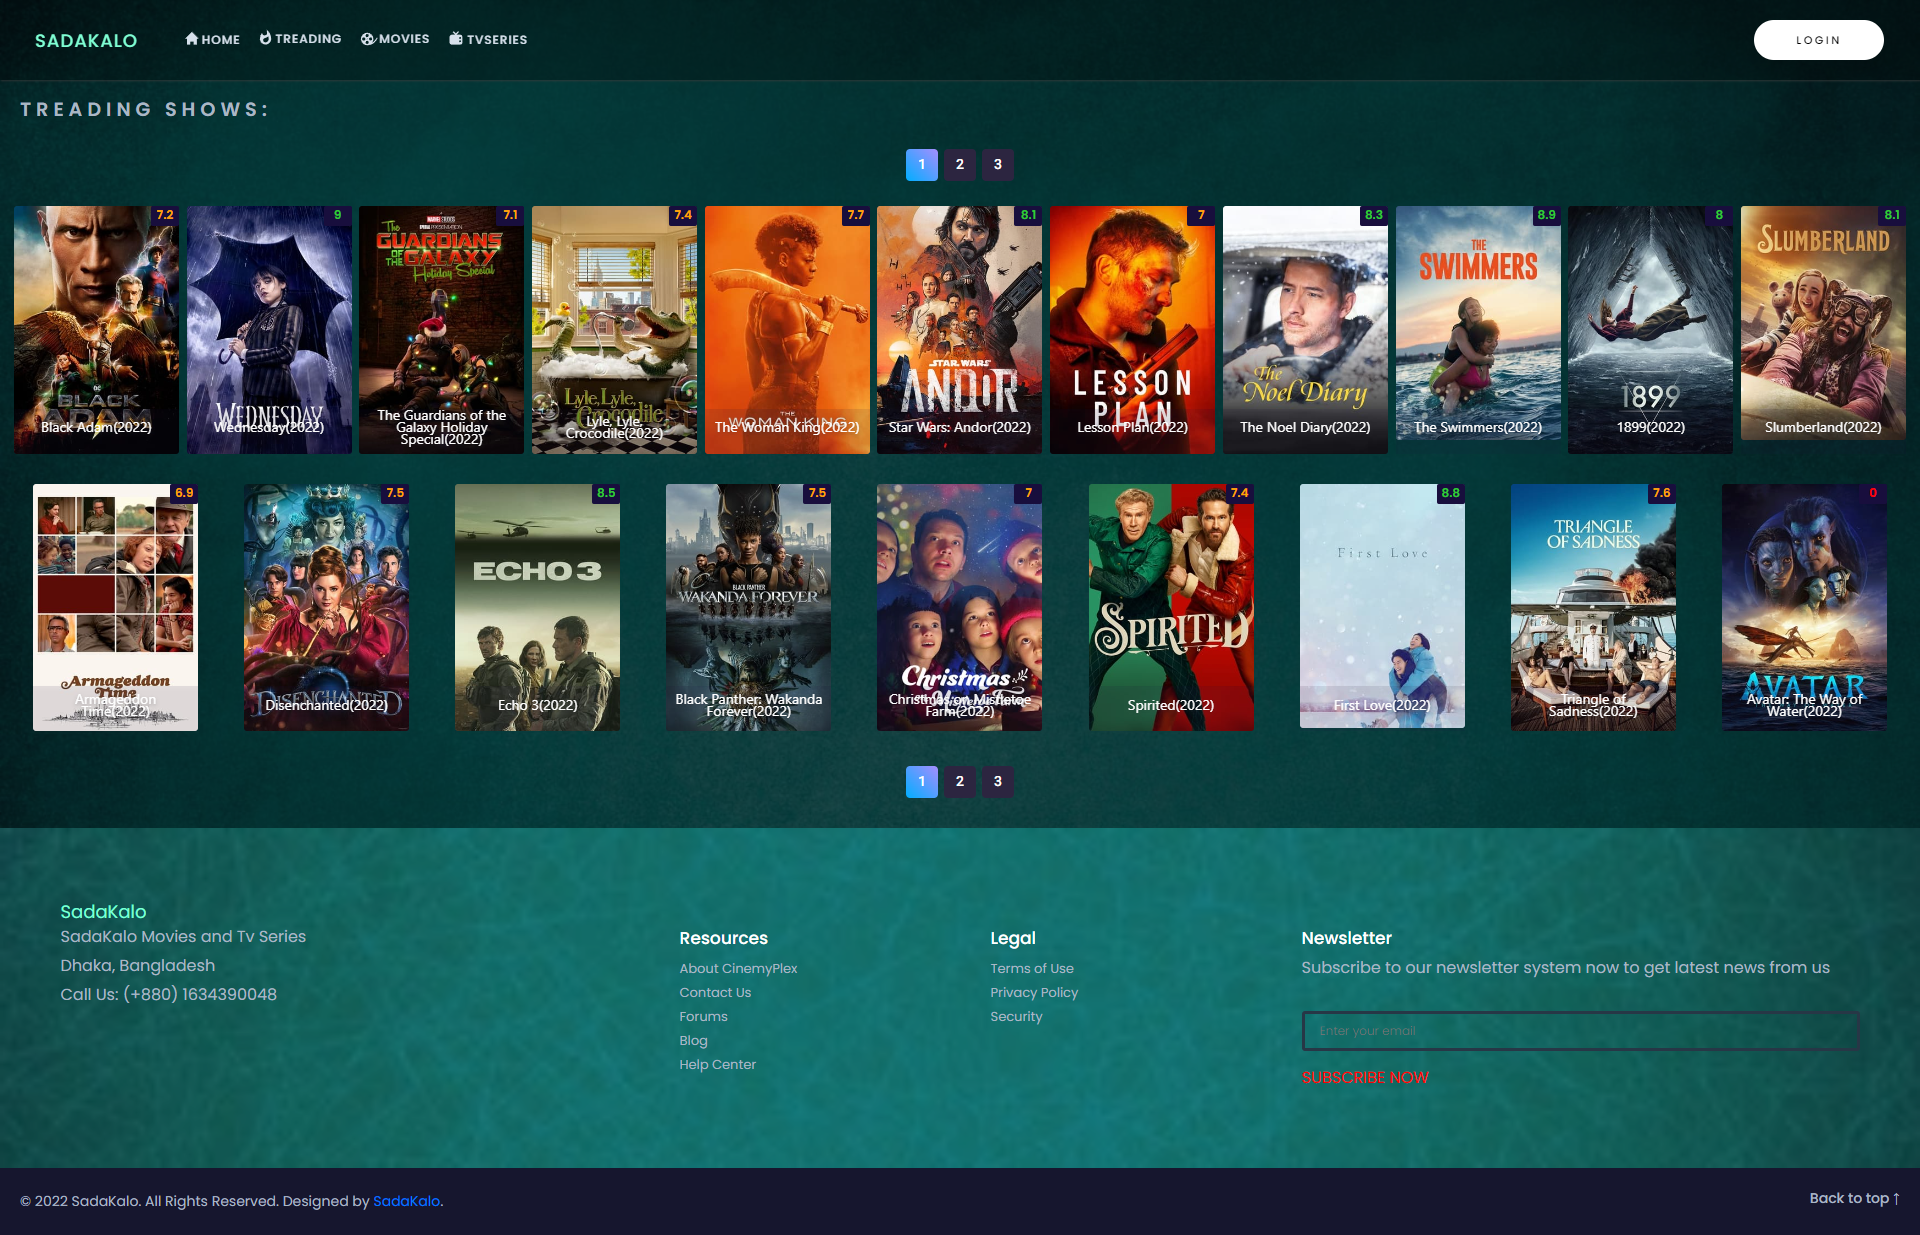 SADAKALO
HOME
TREADING
MOVIES
TVSERIES
LOGIN
TREADING SHOWS:
1
2
3
7.2
BLACK
ADAM
Black Adam(2022)
9
WEDNESDAY
Wednesday(2022)
7.1
MARVEL STUDIOS
The
GUARDIANS
OF THE GALAXY
Holiday Special
The Guardians of the
Galaxy Holiday
Special(2022)
7.4
Lyle, Lyle,
Crocodile
Lyle, Lyle,
Crocodile(2022)
7.7
THE
WOMAN KING
The Woman King(2022)
8.1
STAR WARS
ANDOR
Star Wars: Andor(2022)
7
LESSON
PLAN
Lesson Plan(2022)
8.3
The
Noel Diary
The Noel Diary(2022)
8.9
THE
SWIMMERS
The Swimmers(2022)
8
1899
1899(2022)
8.1
SLUMBERLAND
Slumberland(2022)
6.9
Armageddon
Time
Armageddon
Time(2022)
7.5
DISENCHANTED
Disenchanted(2022)
8.5
ECHO 3
Echo 3(2022)
7.5
BLACK PANTHER
WAKANDA FOREVER
Black Panther: Wakanda
Forever(2022)
7
Christmas
Christmas on Mistletoe
Farm(2022)
7.4
SPIRITED
Spirited(2022)
8.8
First Love
First Love(2022)
7.6
TRIANGLE
OF SADNESS
Triangle of
Sadness(2022)
0
AVATAR
Avatar: The Way of
Water(2022)
1
2
3
SadaKalo
SadaKalo Movies and Tv Series
Dhaka, Bangladesh
Call Us: (+880) 1634390048
Resources
About CinemyPlex
Contact Us
Forums
Blog
Help Center
Legal
Terms of Use
Privacy Policy
Security
Newsletter
Subscribe to our newsletter system now to get latest news from us
Enter your email
SUBSCRIBE NOW
© 2022 SadaKalo. All Rights Reserved. Designed by SadaKalo.
Back to top ↑